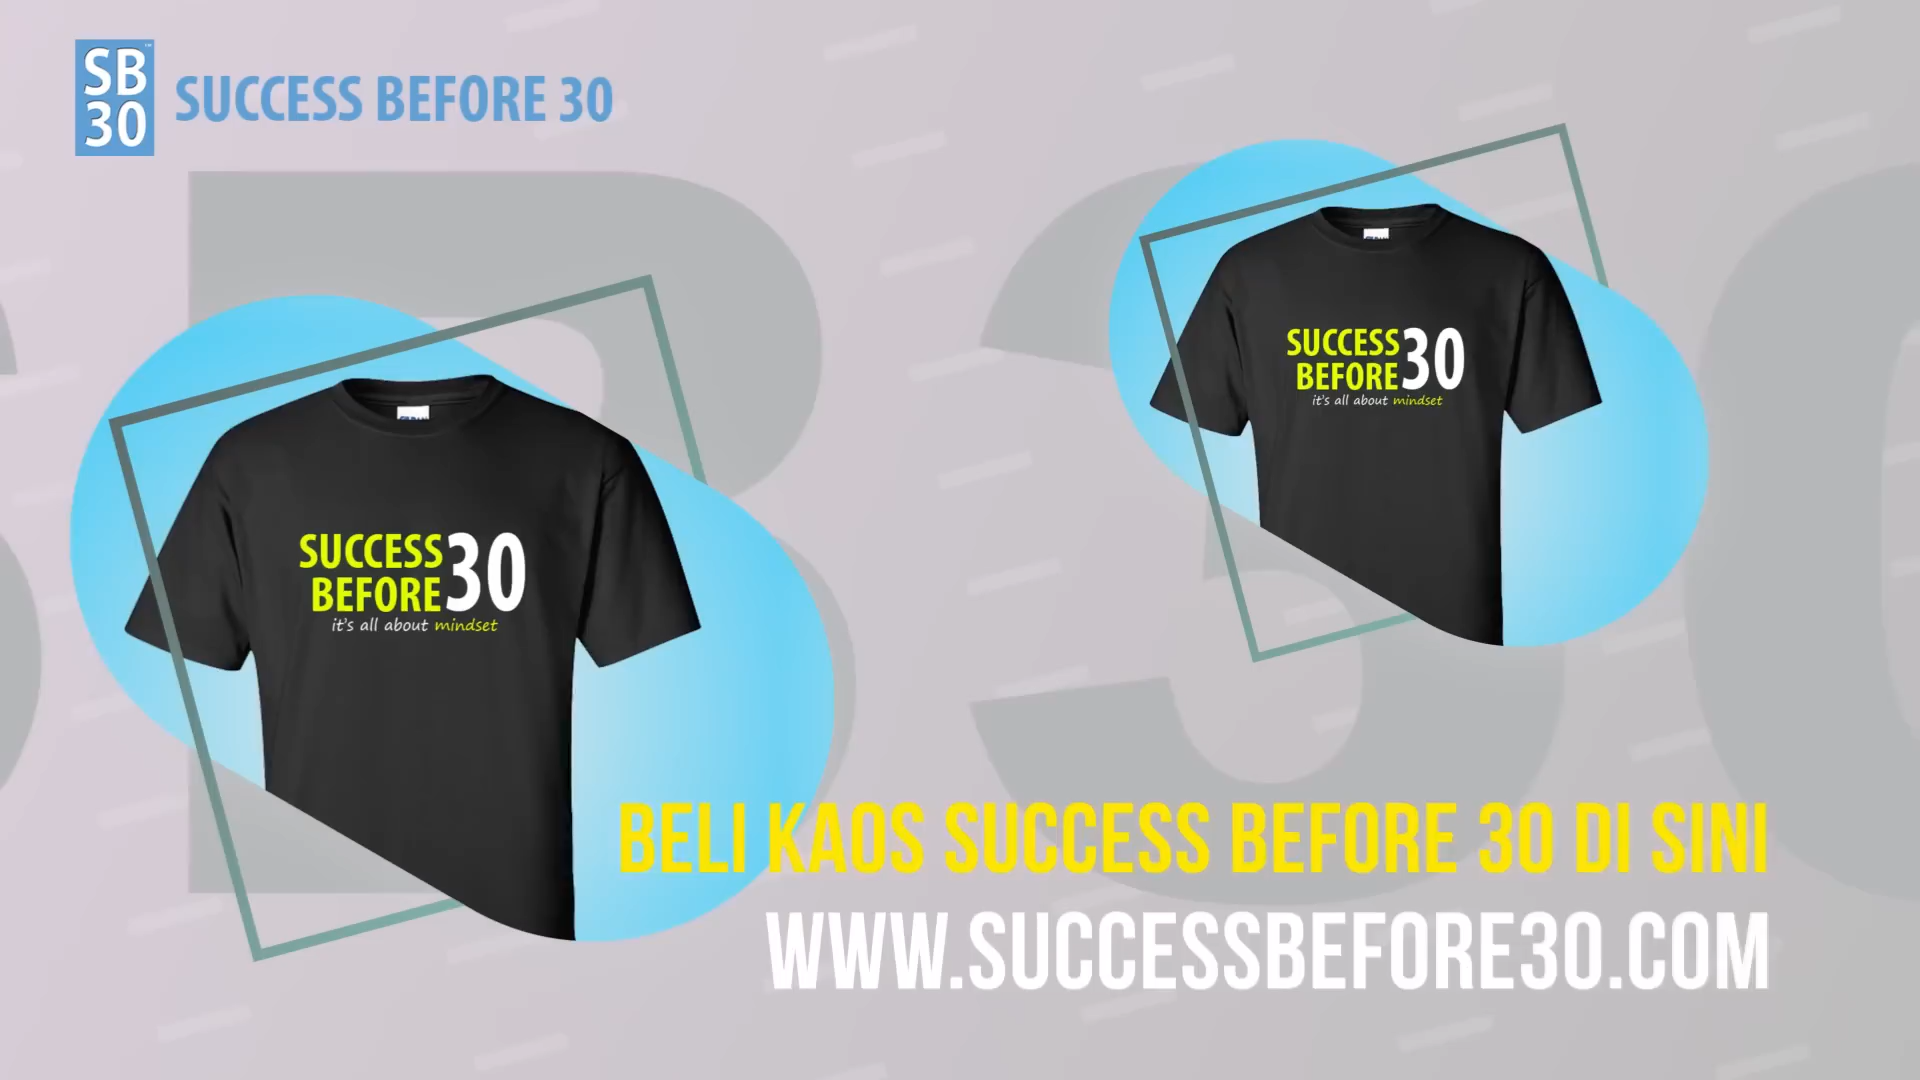 SB
30
SUCCESS BEFORE 30
SUCCESS
BEFORE 30
it's all about mindset
SUCCESS
BEFORE 30
it's all about mindset
BELI KAOS SUCCESS BEFORE 30 DI SINI
WWW.SUCCESSBEFORE30.COM